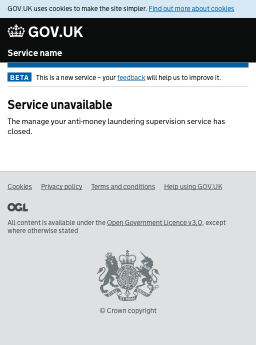 GOV.UK uses cookies to make the site simpler. Find out more about cookies
GOV.UK
Service name
BETA This is a new service – your feedback will help us to improve it.
Service unavailable
The manage your anti-money laundering supervision service has
closed.
Cookies Privacy policy Terms and conditions Help using GOV.UK
OGL
All content is available under the Open Government Licence v3.0, except
where otherwise stated
© Crown copyright